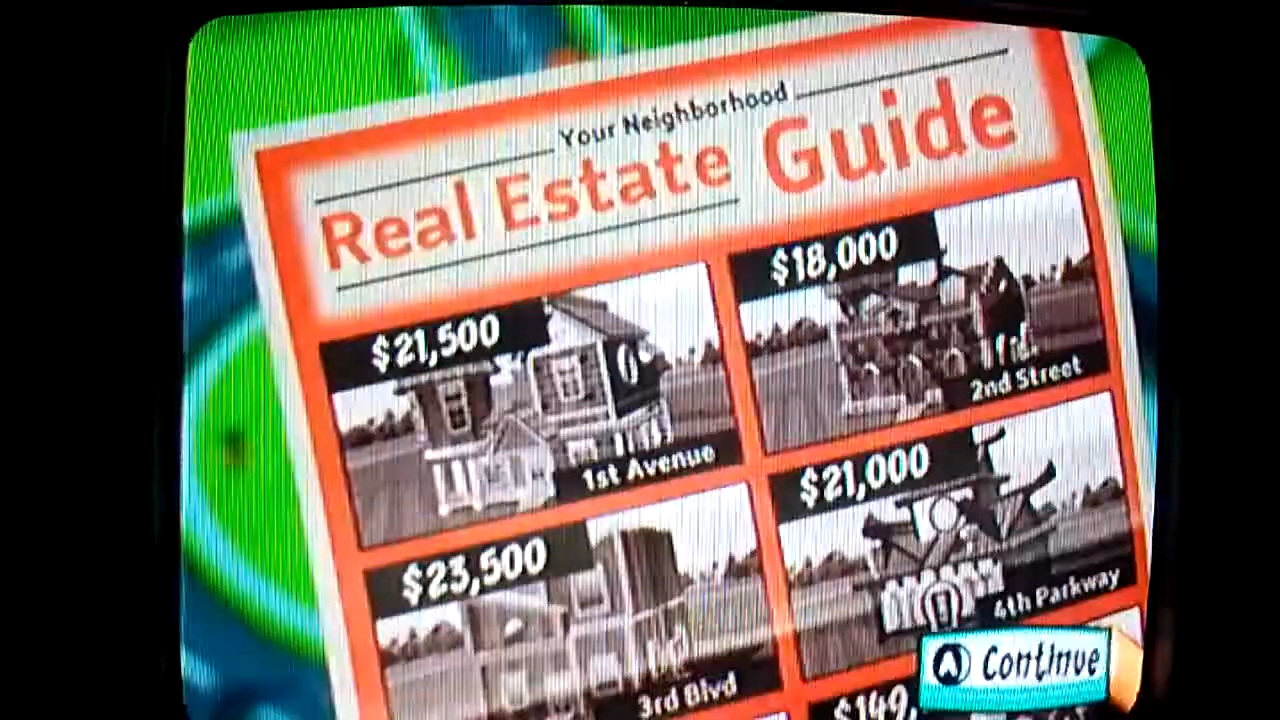 Your Neighborhood
Real Estate Guide
$21,500
1st Avenue
$18,000
2nd Street
$23,500
3rd Blvd
$21,000
4th Parkway
$149,
A Continue